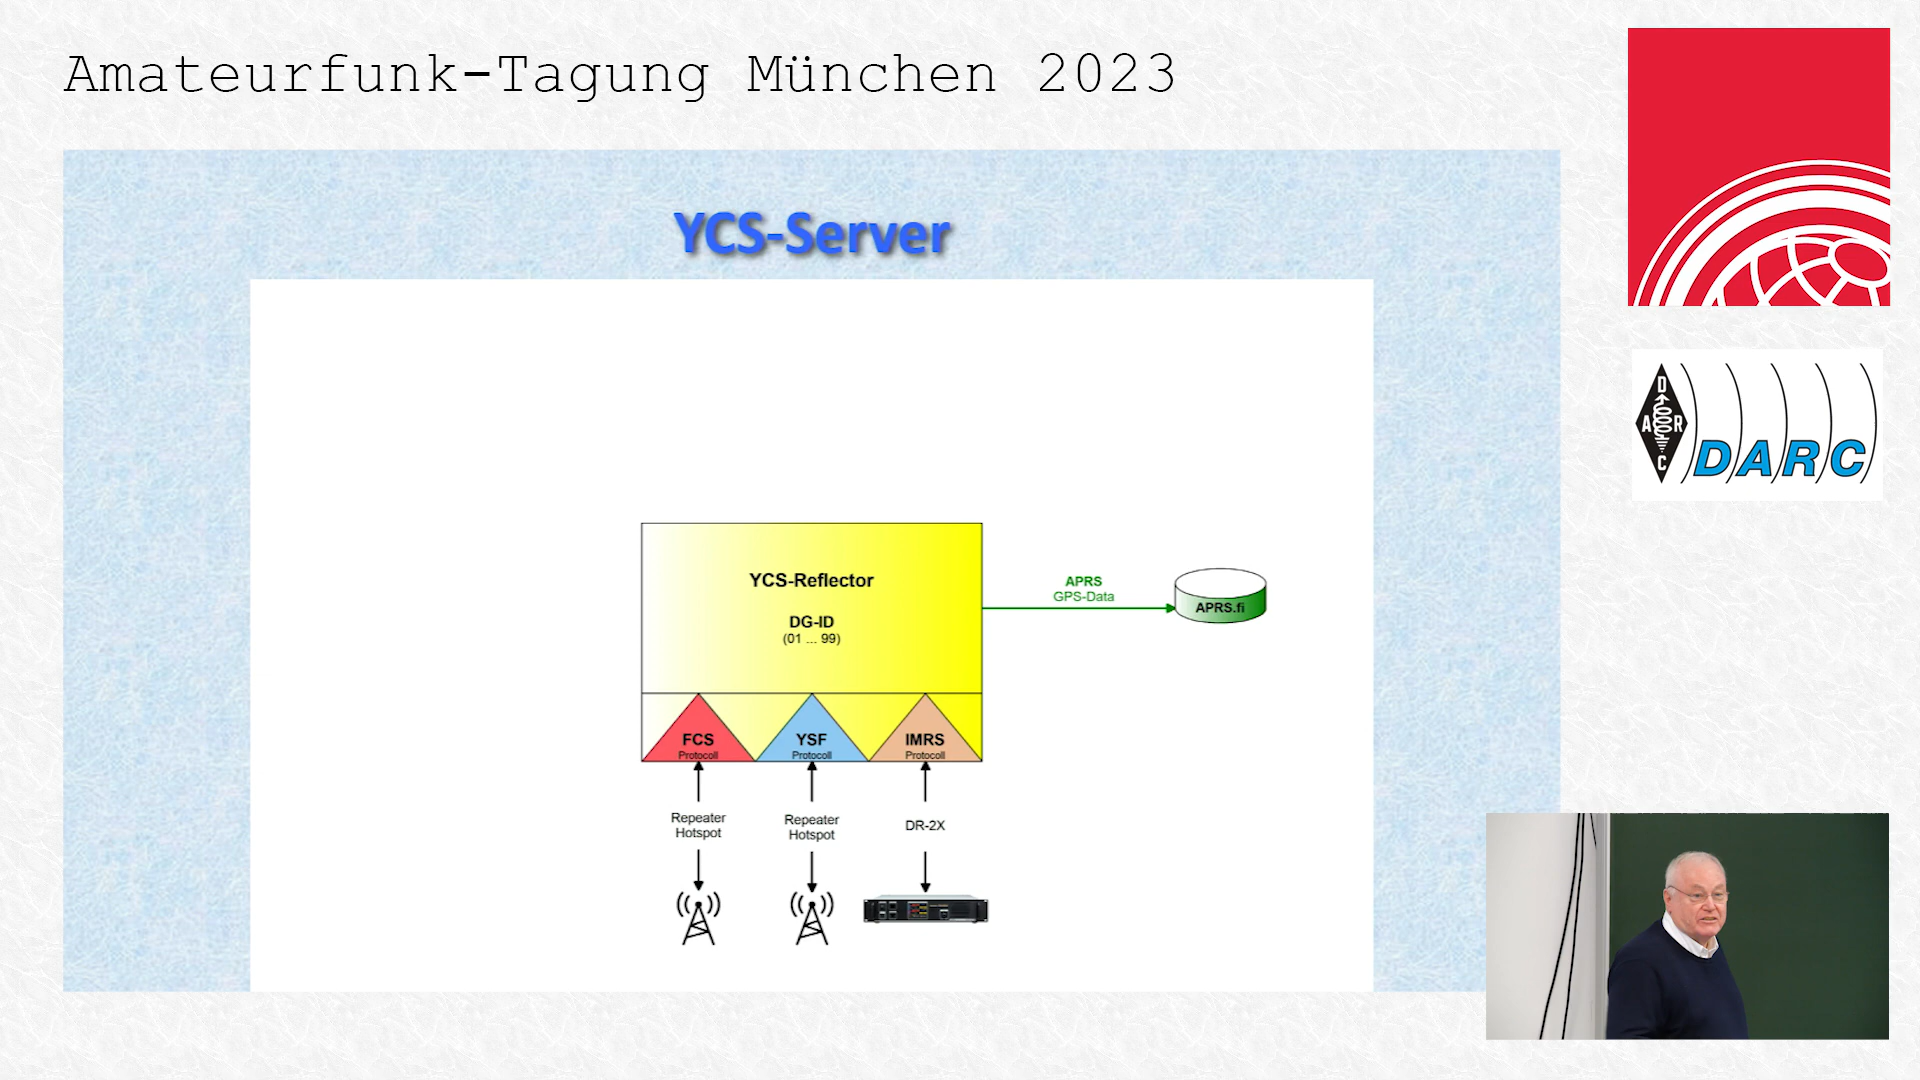 Amateurfunk-Tagung München 2023
YCS-Server
YCS-Reflector
DG-ID
(01 ... 99)
APRS
GPS-Data
APRS.fi
FCS
Protocoll
YSF
Protocoll
IMRS
Protocoll
Repeater
Hotspot
Repeater
Hotspot
DR-2X
D
A R
C
DARC